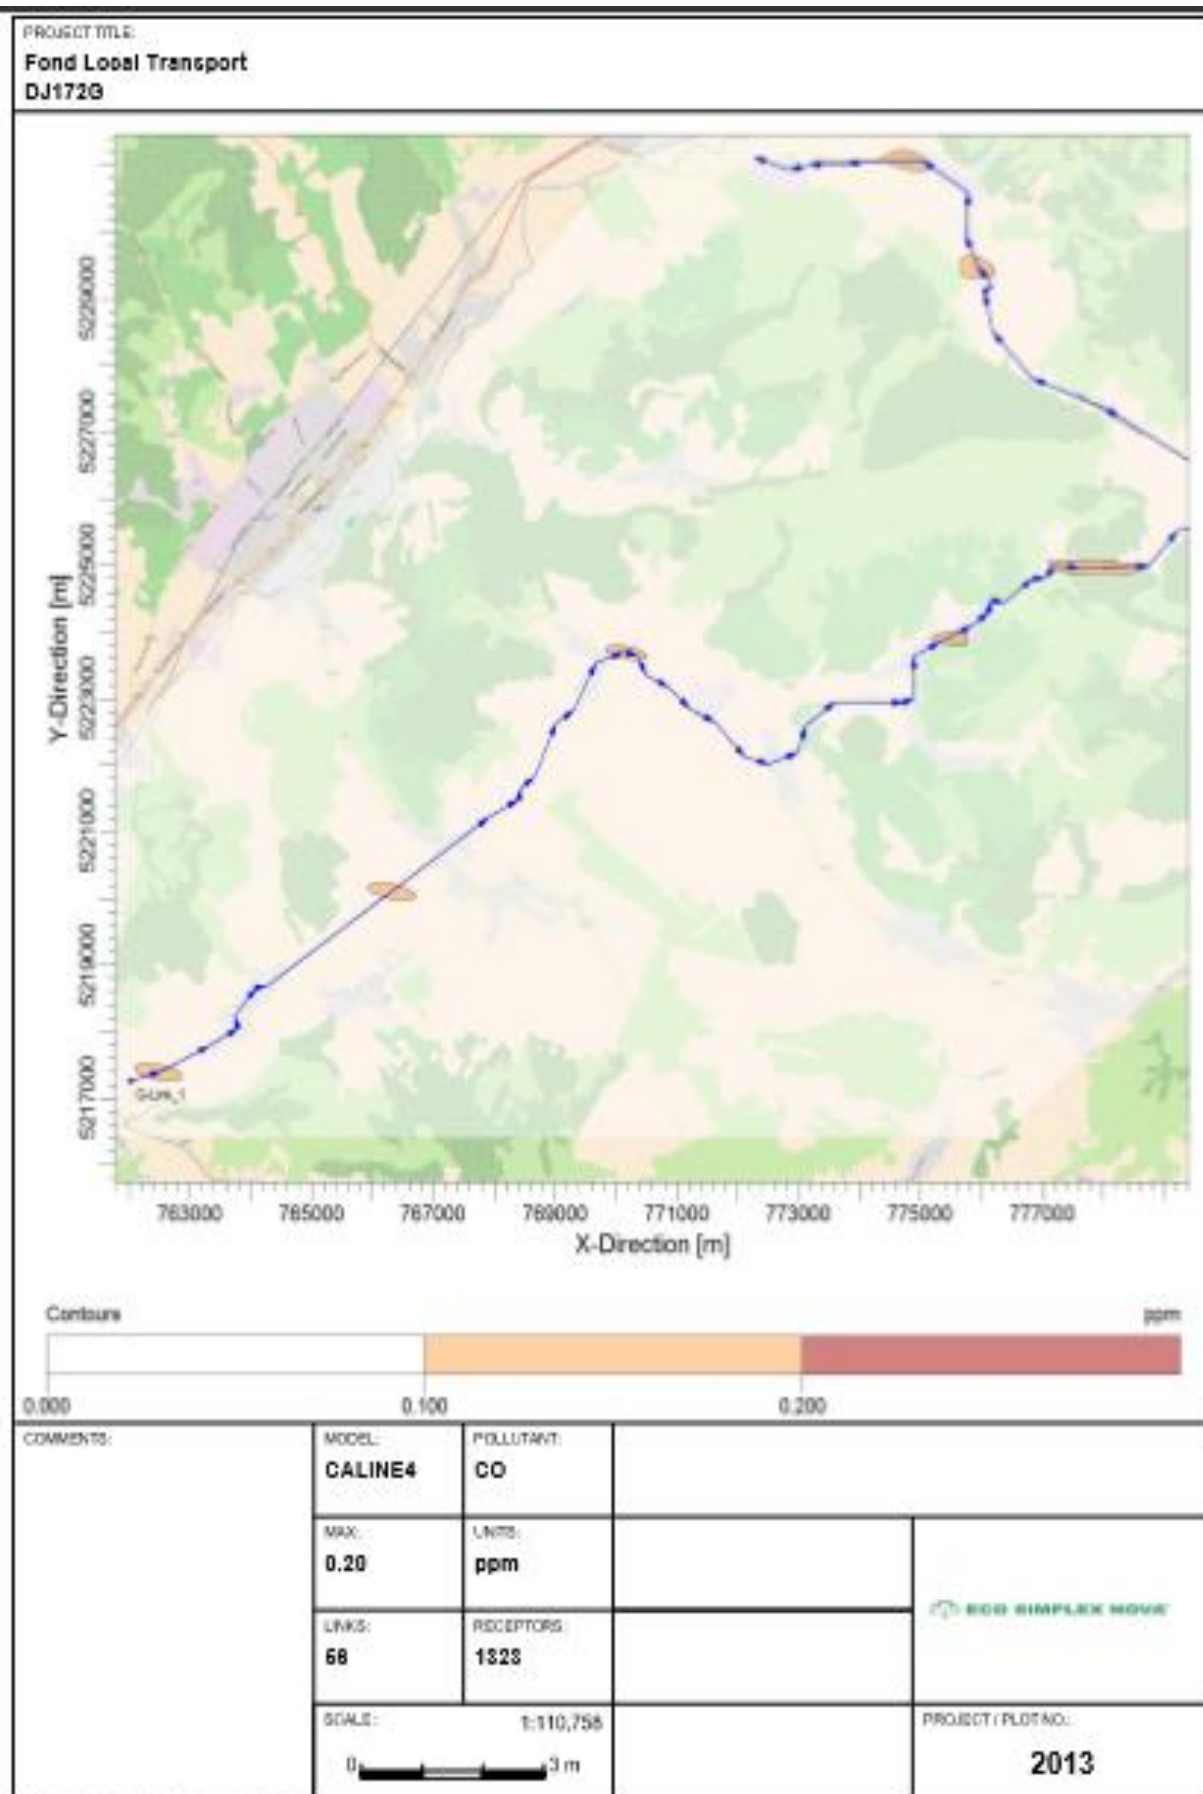 PROJECT TITLE:
Fond Local Transport
DJ172G
Y-Direction [m]
5229000
5227000
5225000
5223000
5221000
5219000
5217000
763000 765000 767000 769000 771000 773000 775000 777000
X-Direction [m]
Contours ppm
0.000 0.100 0.200
COMMENTS:
MODEL: POLLUTANT:
CALINE4 CO
MAX: UNITS:
0.20 ppm
LINKS: RECEPTORS:
ECO SIMPLEX NOVA
SCALE: 1:110,758
0 3 m
PROJECT / PLOT NO.:
2013